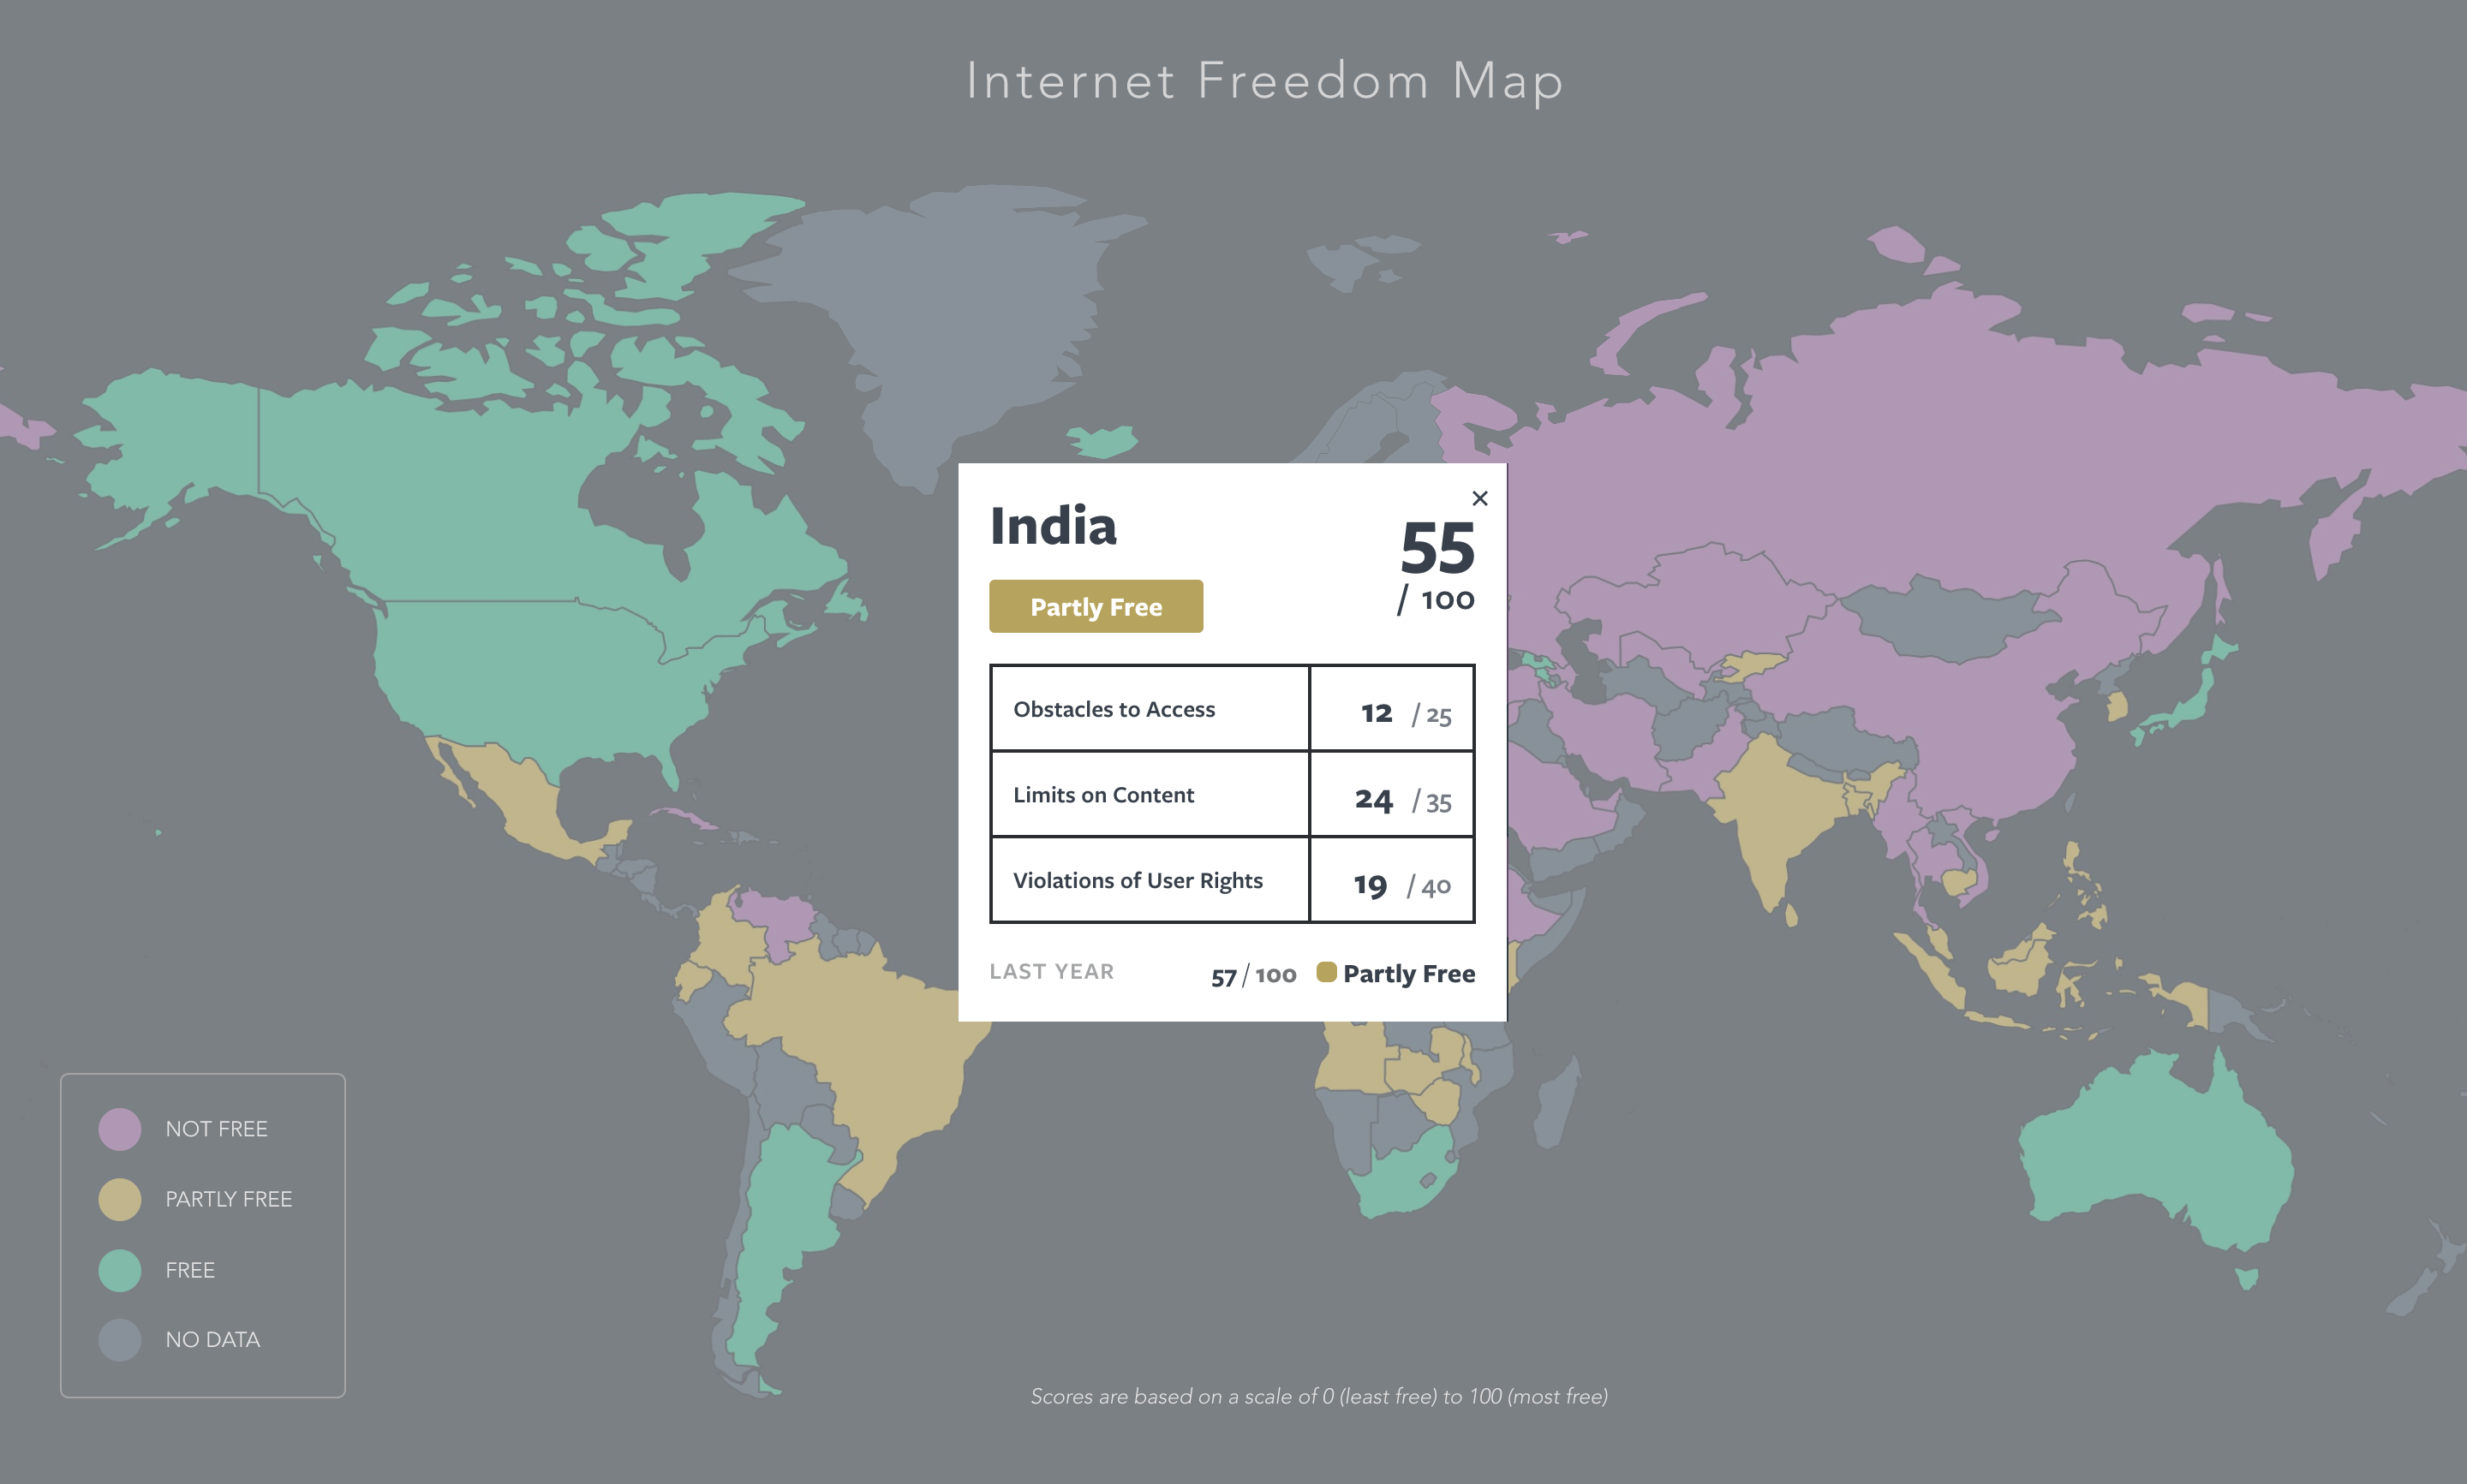 Internet Freedom Map
×
India
55
/ 100
Partly Free
Obstacles to Access 12 / 25
Limits on Content 24 / 35
Violations of User Rights 19 / 40
LAST YEAR 57 / 100 Partly Free
NOT FREE
PARTLY FREE
FREE
NO DATA
Scores are based on a scale of 0 (least free) to 100 (most free)